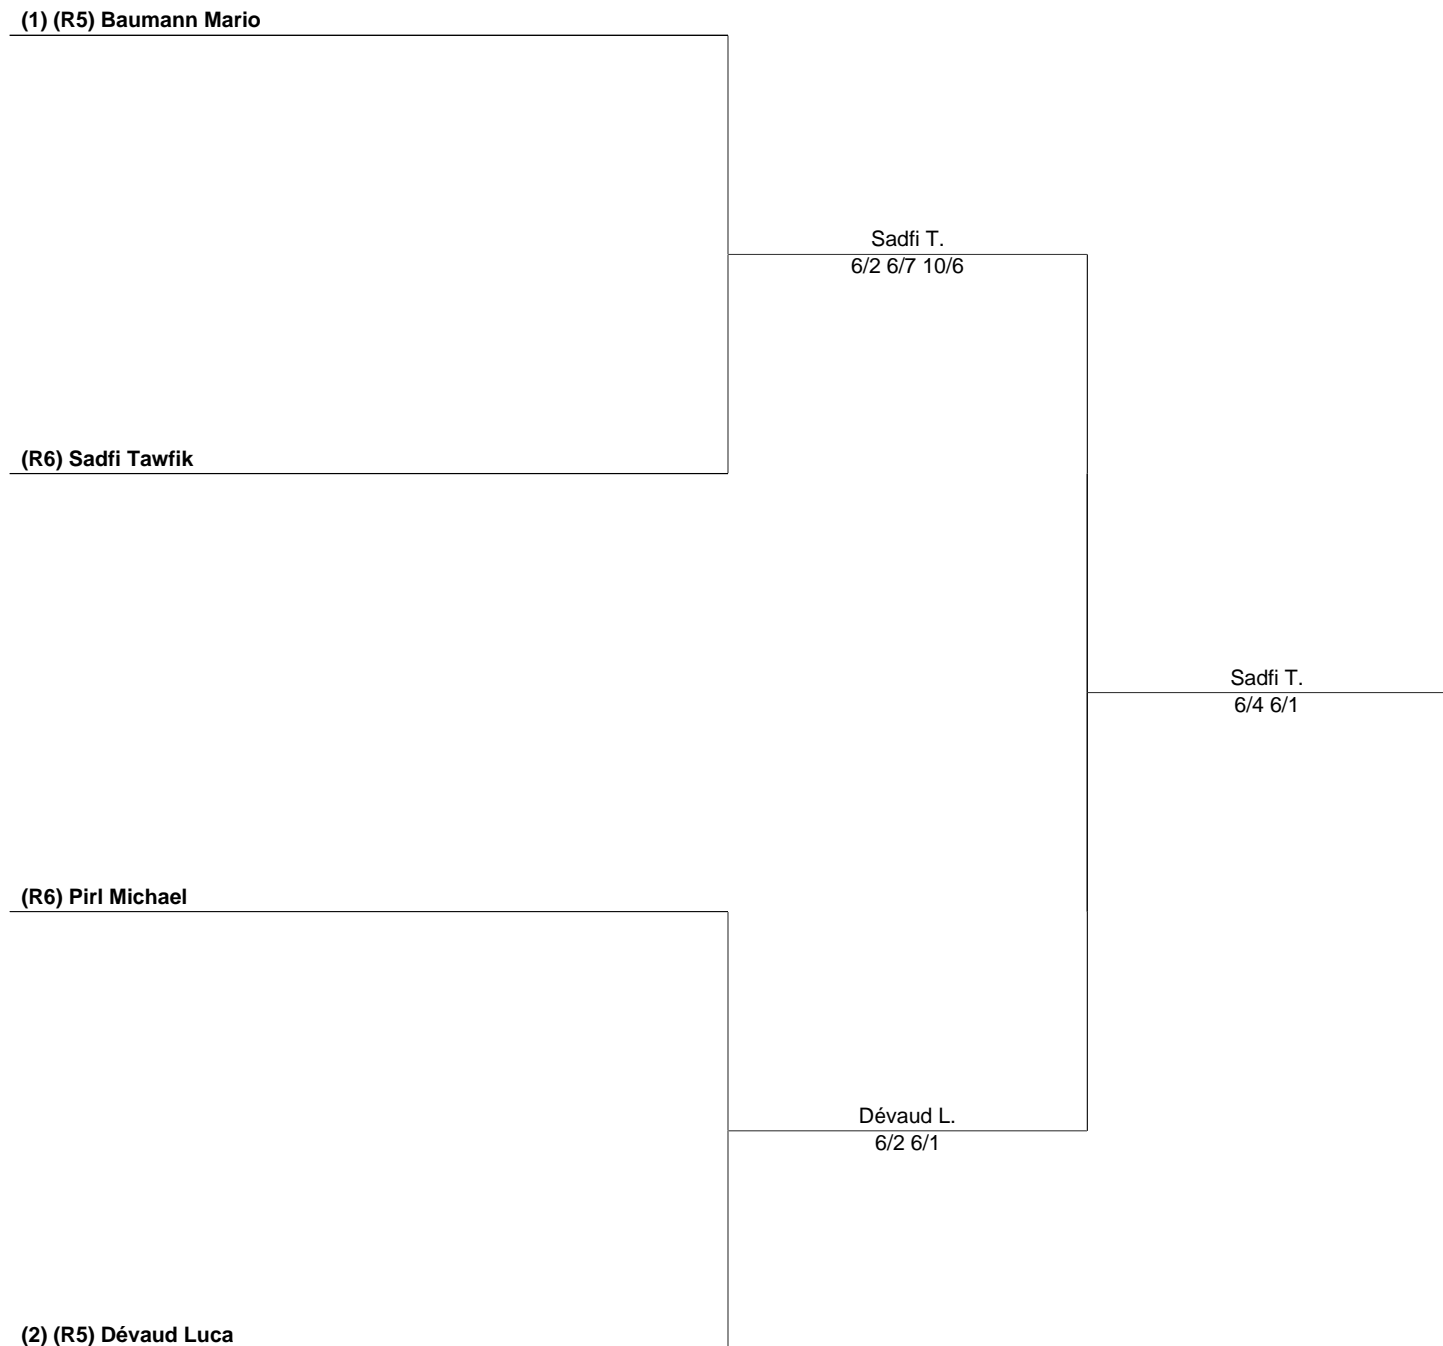 (1) (R5) Baumann Mario
Sadfi T.
6/2 6/7 10/6
(R6) Sadfi Tawfik
Sadfi T.
6/4 6/1
(R6) Pirl Michael
Dévaud L.
6/2 6/1
(2) (R5) Dévaud Luca